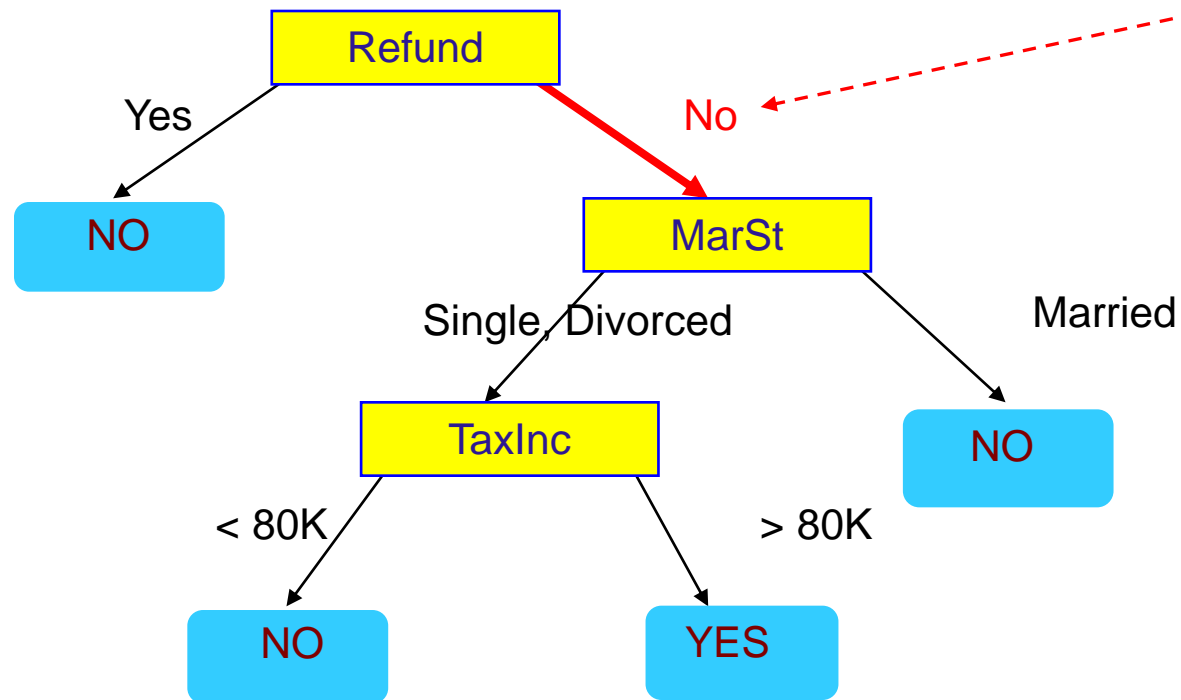 Refund
Yes
No
NO
MarSt
Single, Divorced
Married
TaxInc
NO
< 80K
> 80K
NO
YES